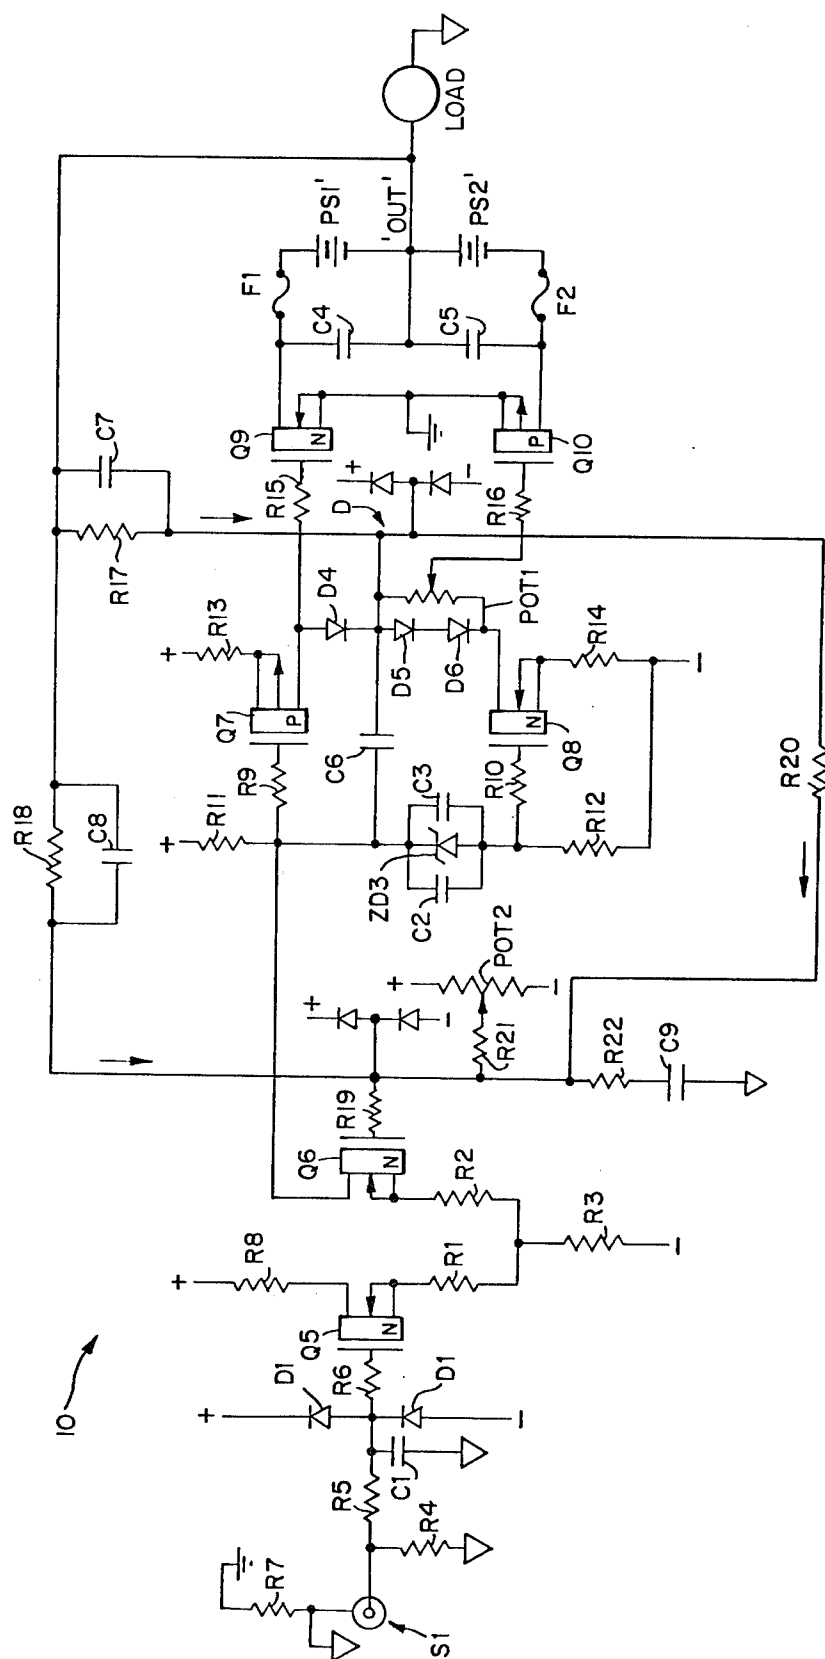 10
S1
R7
R4
R5
C1
D1
D1
R6
Q5
N
R8
+
+
−
R1
R2
R3
−
Q6
N
R19
+
−
R18
C8
R21
POT2
+
−
R22
C9
R20
R11
+
R9
Q7
P
R13
+
C6
ZD3
C2
C3
R10
R12
Q8
N
R14
−
D4
D5
D6
POT1
D
R17
C7
R15
R16
+
−
Q9
N
Q10
P
C4
C5
F1
F2
PS1'
PS2'
'OUT'
LOAD